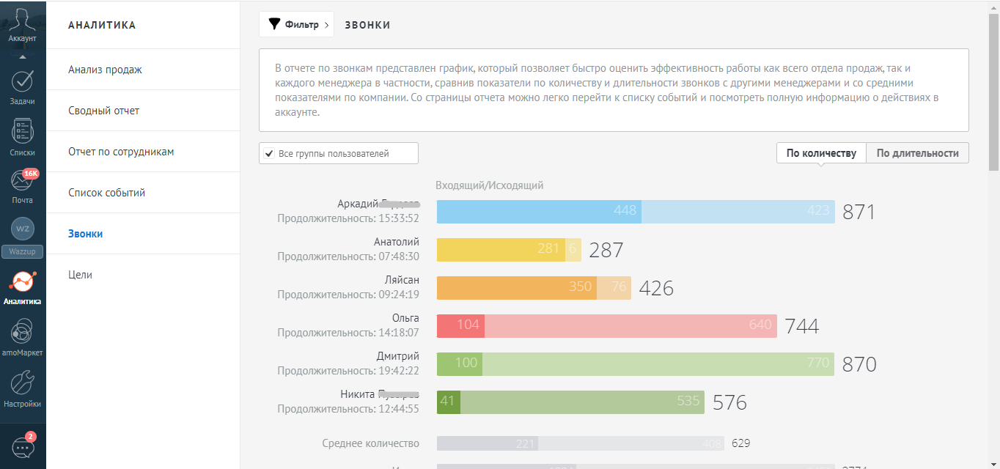 Аккаунт
Задачи
Списки
16K
Почта
WZ
Wazzup
Аналитика
amoМаркет
Настройки
2
АНАЛИТИКА
Анализ продаж
Сводный отчет
Отчет по сотрудникам
Список событий
Звонки
Цели
Фильтр
ЗВОНКИ
В отчете по звонкам представлен график, который позволяет быстро оценить эффективность работы как всего отдела продаж, так и
каждого менеджера в частности, сравнив показатели по количеству и длительности звонков с другими менеджерами и со средними
показателями по компании. Со страницы отчета можно легко перейти к списку событий и посмотреть полную информацию о действиях в
аккаунте.
Все группы пользователей
По количеству По длительности
Входящий/Исходящий
Аркадий
Продолжительность: 15:33:52
448 423 871
Анатолий
Продолжительность: 07:48:30
281 6 287
Ляйсан
Продолжительность: 09:24:19
350 76 426
Ольга
Продолжительность: 14:18:07
104 640 744
Дмитрий
Продолжительность: 19:42:22
100 770 870
Никита
Продолжительность: 12:44:55
41 535 576
Среднее количество 221 408 629